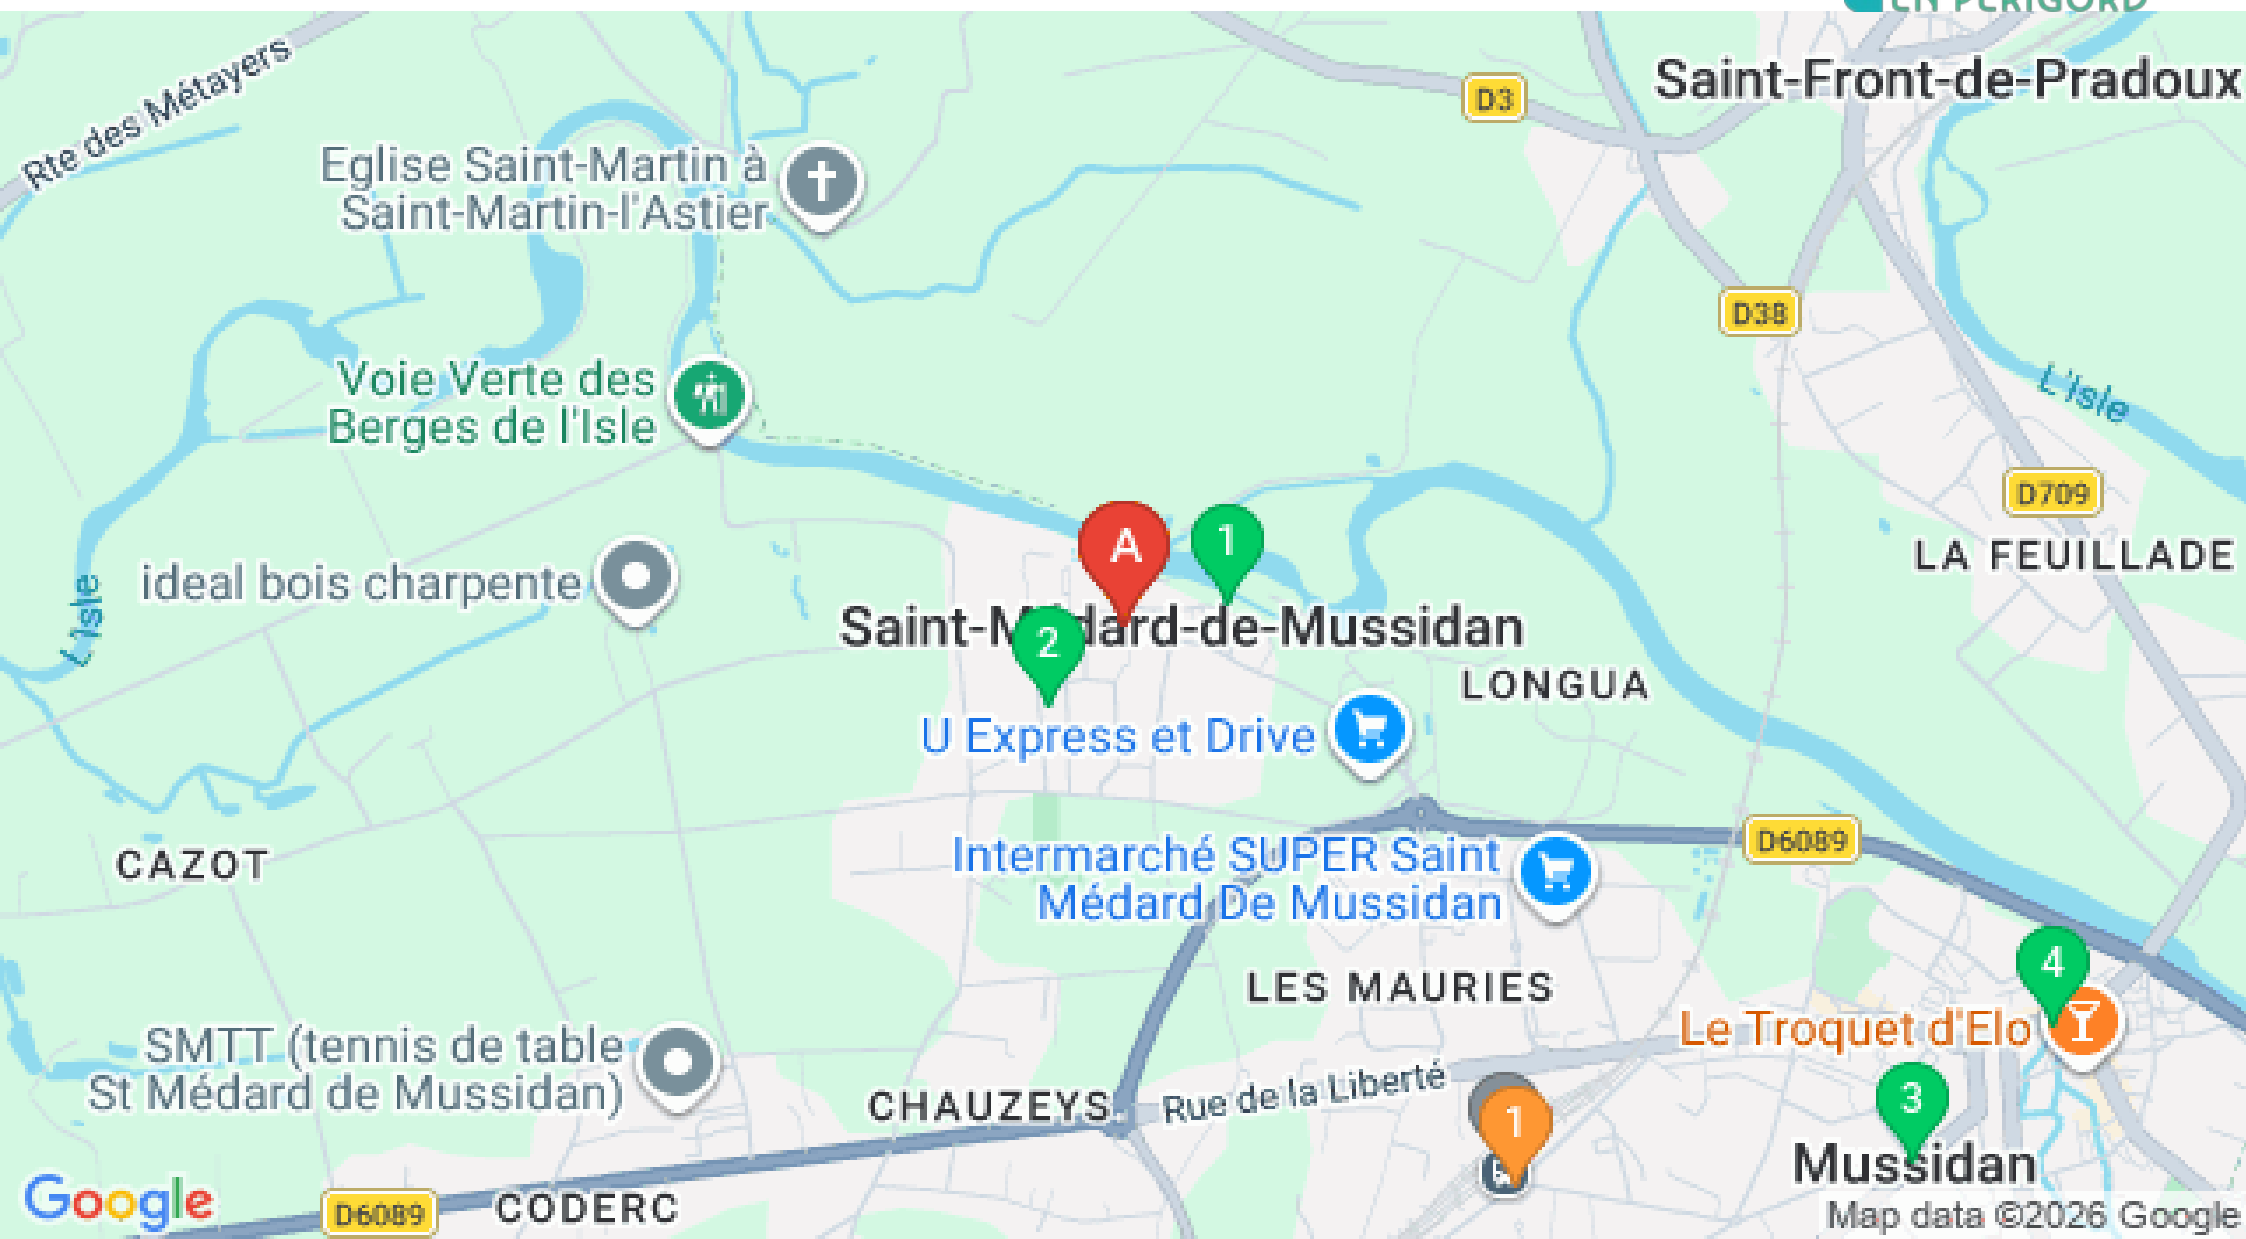 EN PÉRIGORD
Saint-Front-de-Pradoux
D3
Rte des Métayers
Eglise Saint-Martin à
Saint-Martin-l'Astier
D38
Voie Verte des
Berges de l'Isle
L'Isle
D709
LA FEUILLADE
A
1
ideal bois charpente
L'Isle
Saint-Médard-de-Mussidan
2
LONGUA
U Express et Drive
D6089
Intermarché SUPER Saint
Médard De Mussidan
CAZOT
LES MAURIES
4
Le Troquet d'Elo
SMTT (tennis de table
St Médard de Mussidan)
CHAUZEYS
Rue de la Liberté
3
1
Mussidan
Google
D6089
CODERC
Map data ©2026 Google